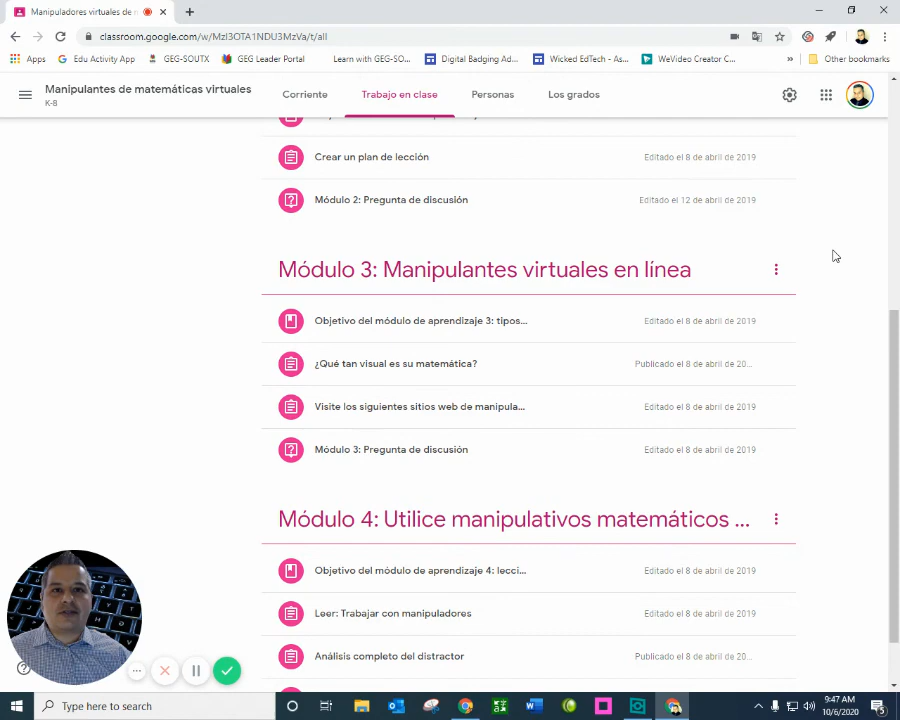 Manipuladores virtuales de n
classroom.google.com/w/MzI3OTA1NDU3MzVa/t/all
Apps
Edu Activity App
GEG-SOUTX
GEG Leader Portal
Learn with GEG-SO...
Digital Badging Ad...
Wicked EdTech - As...
WeVideo Creator C...
Other bookmarks
Manipulantes de matemáticas virtuales
K-8
Corriente
Trabajo en clase
Personas
Los grados
Crear un plan de lección
Editado el 8 de abril de 2019
Módulo 2: Pregunta de discusión
Editado el 12 de abril de 2019
Módulo 3: Manipulantes virtuales en línea
Objetivo del módulo de aprendizaje 3: tipos...
Editado el 8 de abril de 2019
¿Qué tan visual es su matemática?
Publicado el 8 de abril de 20...
Visite los siguientes sitios web de manipula...
Editado el 8 de abril de 2019
Módulo 3: Pregunta de discusión
Editado el 8 de abril de 2019
Módulo 4: Utilice manipulativos matemáticos ...
Objetivo del módulo de aprendizaje 4: lecci...
Editado el 8 de abril de 2019
Leer: Trabajar con manipuladores
Editado el 8 de abril de 2019
Análisis completo del distractor
Publicado el 8 de abril de 20...
Type here to search
9:47 AM
10/6/2020
5